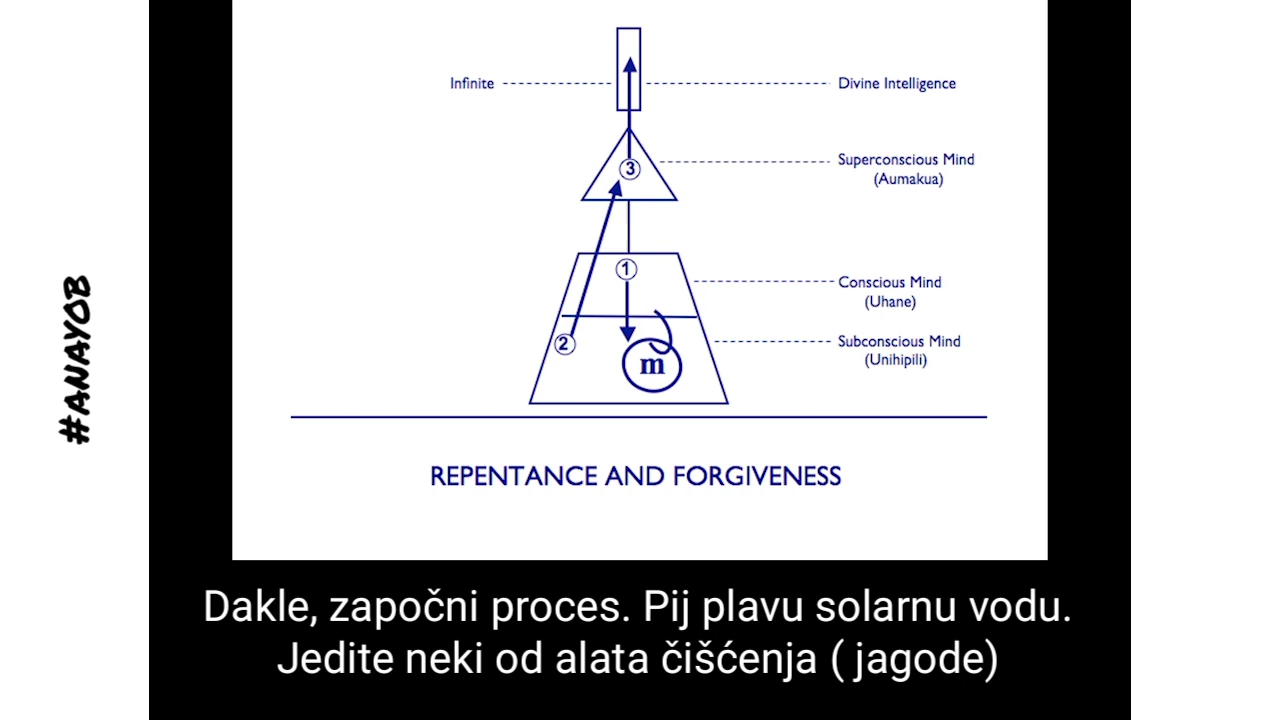 #ANAYOB
Infinite
Divine Intelligence
3
Superconscious Mind
(Aumakua)
1
Conscious Mind
(Uhane)
2
m
Subconscious Mind
(Unihipili)
REPENTANCE AND FORGIVENESS
Dakle, započni proces. Pij plavu solarnu vodu.
Jedite neki od alata čišćenja ( jagode)